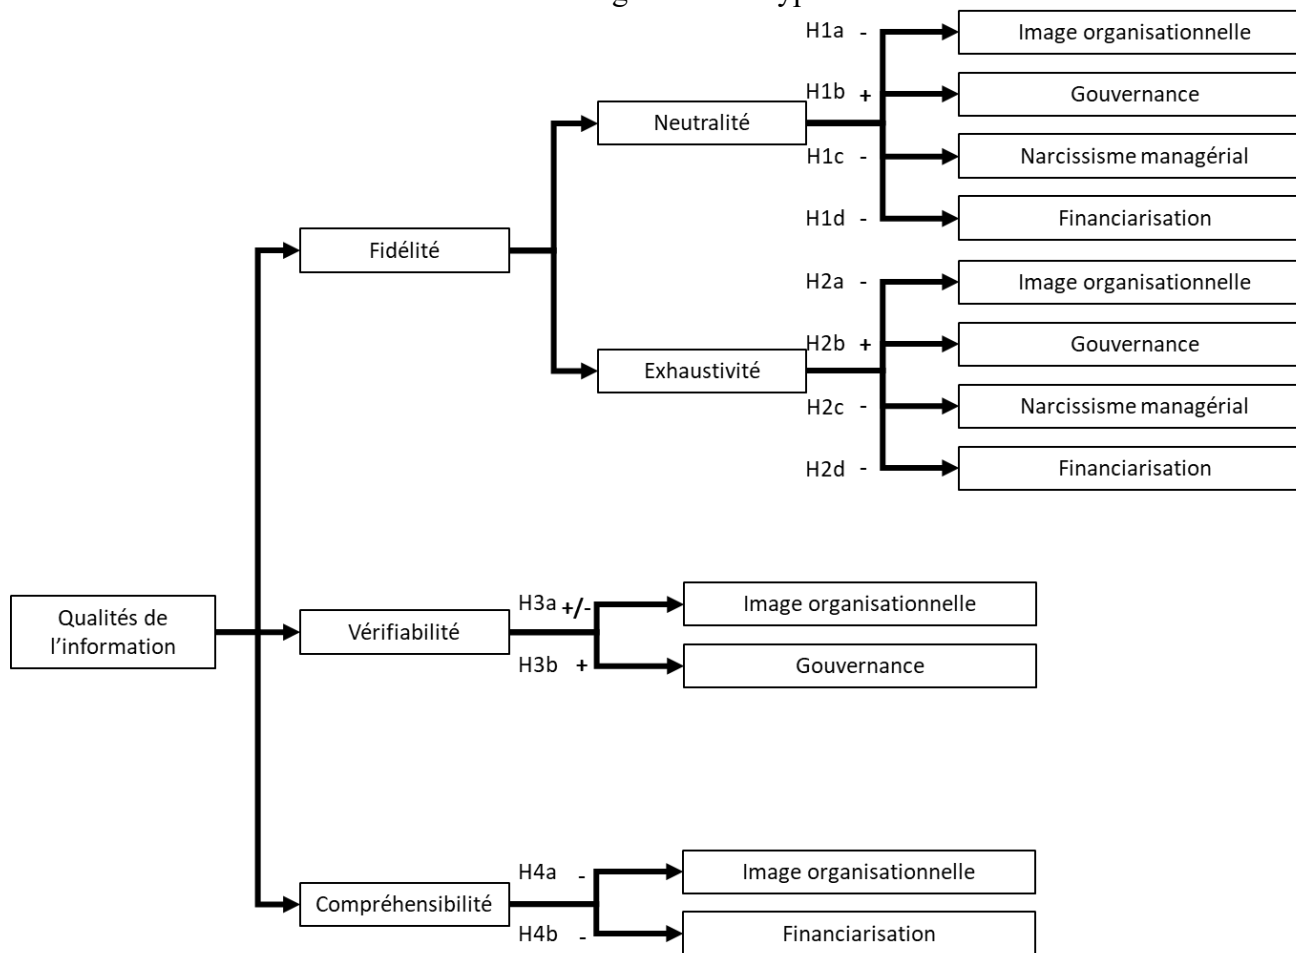 H1a - Image organisationnelle
H1b + Gouvernance
Neutralité
H1c - Narcissisme managérial
H1d - Financiarisation
Fidélité
H2a - Image organisationnelle
H2b + Gouvernance
Exhaustivité
H2c - Narcissisme managérial
H2d - Financiarisation
Qualités de
l'information
H3a +/- Image organisationnelle
Vérifiabilité
H3b + Gouvernance
H4a - Image organisationnelle
Compréhensibilité
H4b - Financiarisation